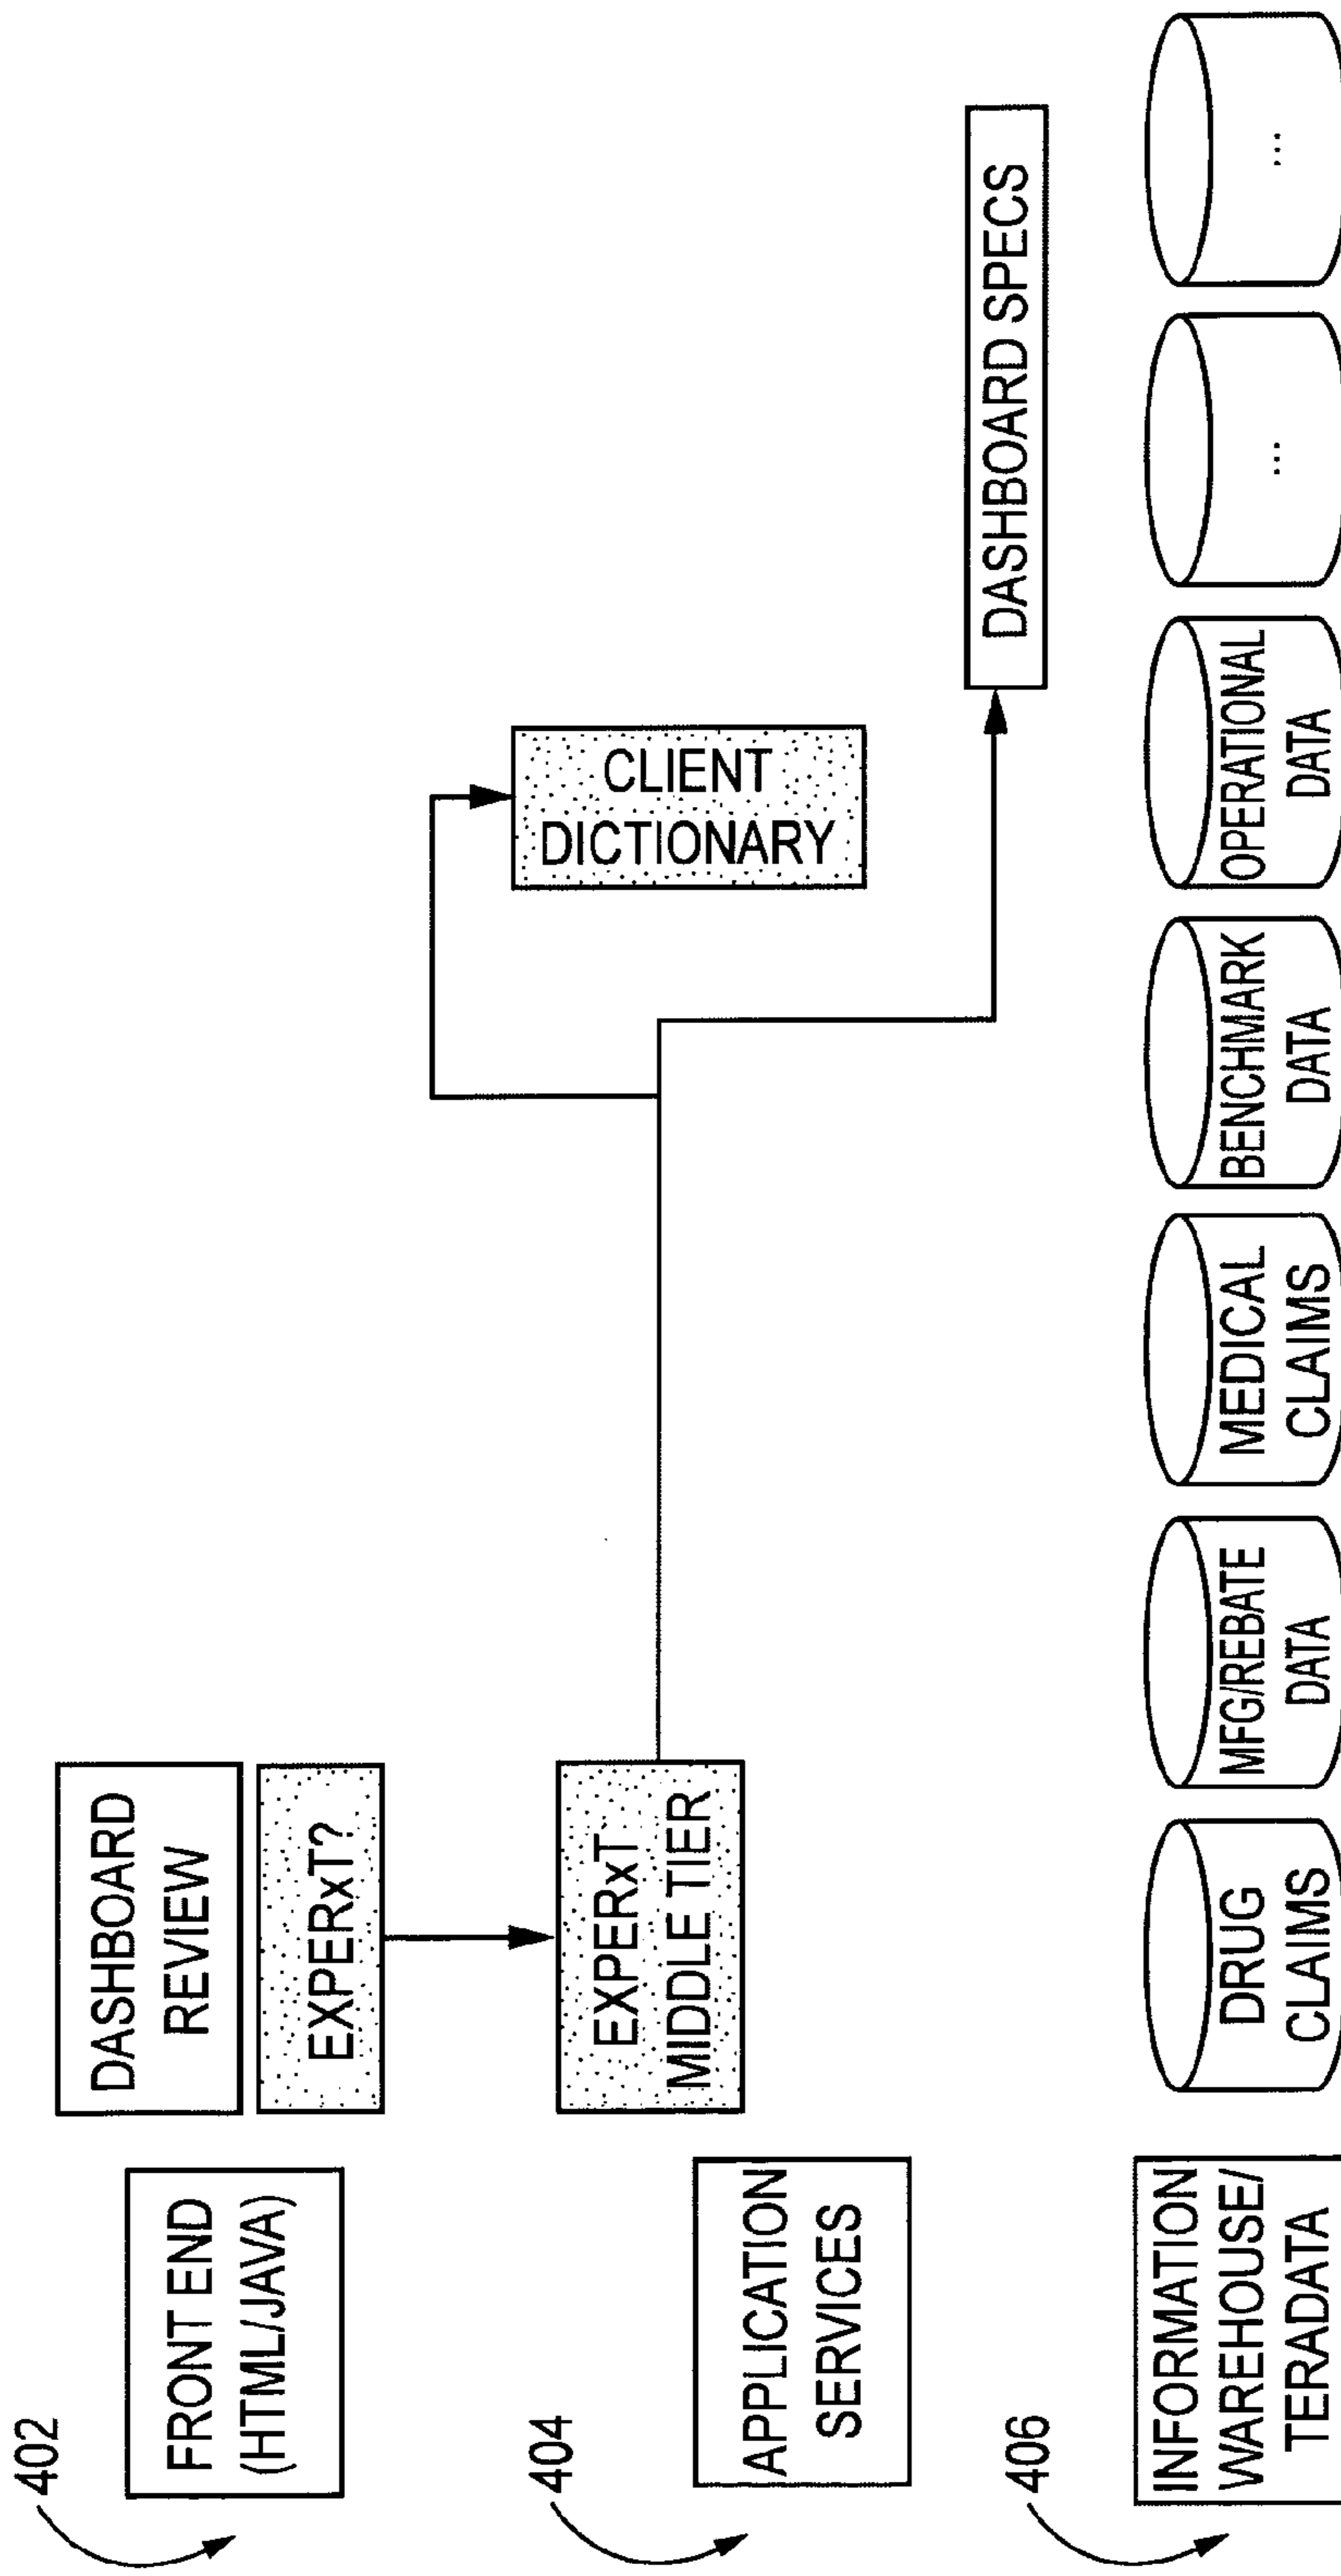 402
FRONT END
(HTML/JAVA)
DASHBOARD
REVIEW
EXPERxT?
404
APPLICATION
SERVICES
EXPERxT
MIDDLE TIER
CLIENT
DICTIONARY
406
INFORMATION
WAREHOUSE/
TERADATA
DASHBOARD SPECS
DRUG
CLAIMS
MFG/REBATE
DATA
MEDICAL
CLAIMS
BENCHMARK
DATA
OPERATIONAL
DATA
...
...